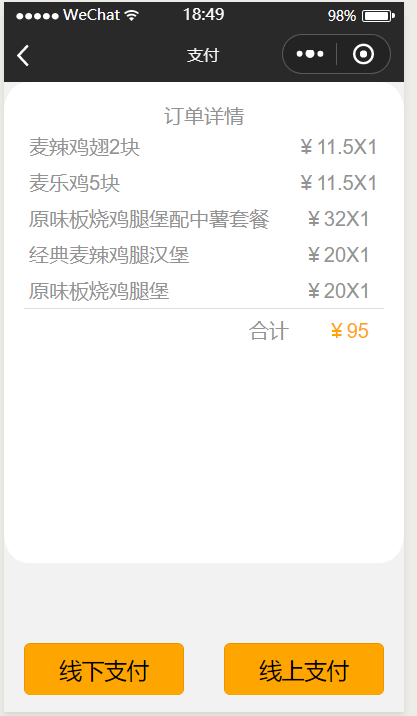 WeChat 18:49 98%
支付
订单详情
麦辣鸡翅2块 ¥11.5X1
麦乐鸡5块 ¥11.5X1
原味板烧鸡腿堡配中薯套餐 ¥32X1
经典麦辣鸡腿汉堡 ¥20X1
原味板烧鸡腿堡 ¥20X1
合计 ¥95
线下支付 线上支付